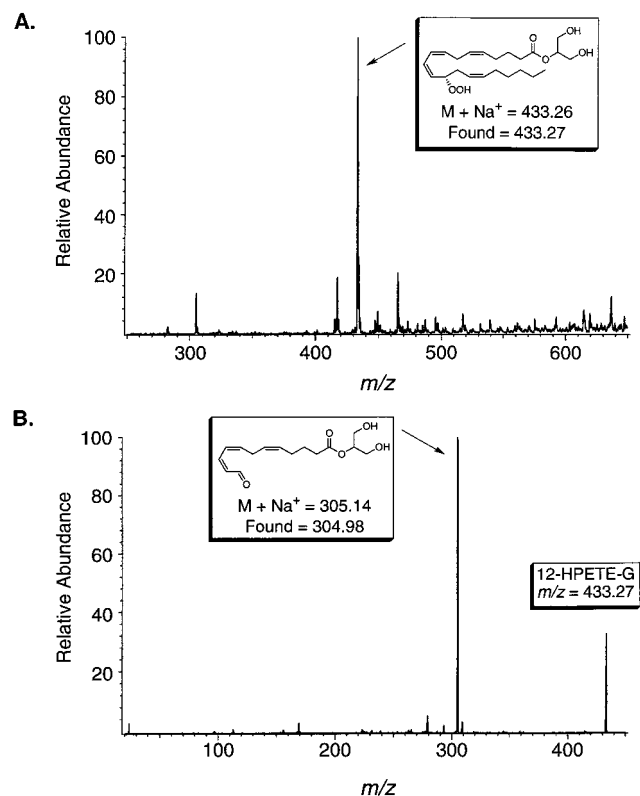 A.
100
80
60
40
20
Relative Abundance
300
400
500
600
m/z
O
OH
O
OH
OOH
M + Na+ = 433.26
Found = 433.27
B.
100
80
60
40
20
Relative Abundance
100
200
300
400
m/z
O
OH
O
OH
O
M + Na+ = 305.14
Found = 304.98
12-HPETE-G
m/z = 433.27